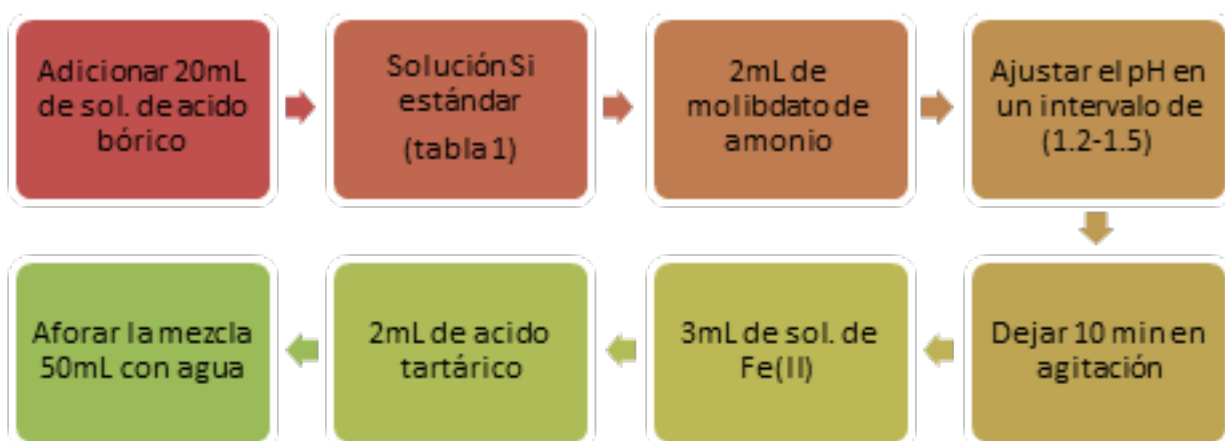 Adicionar 20mL
de sol. de acido
bórico
Solución Si
estándar
(tabla 1)
2mL de
molibdato de
amonio
Ajustar el pH en
un intervalo de
(1.2-1.5)
Dejar 10 min en
agitación
3mL de sol. de
Fe(II)
2mL de acido
tartárico
Aforar la mezcla
50mL con agua